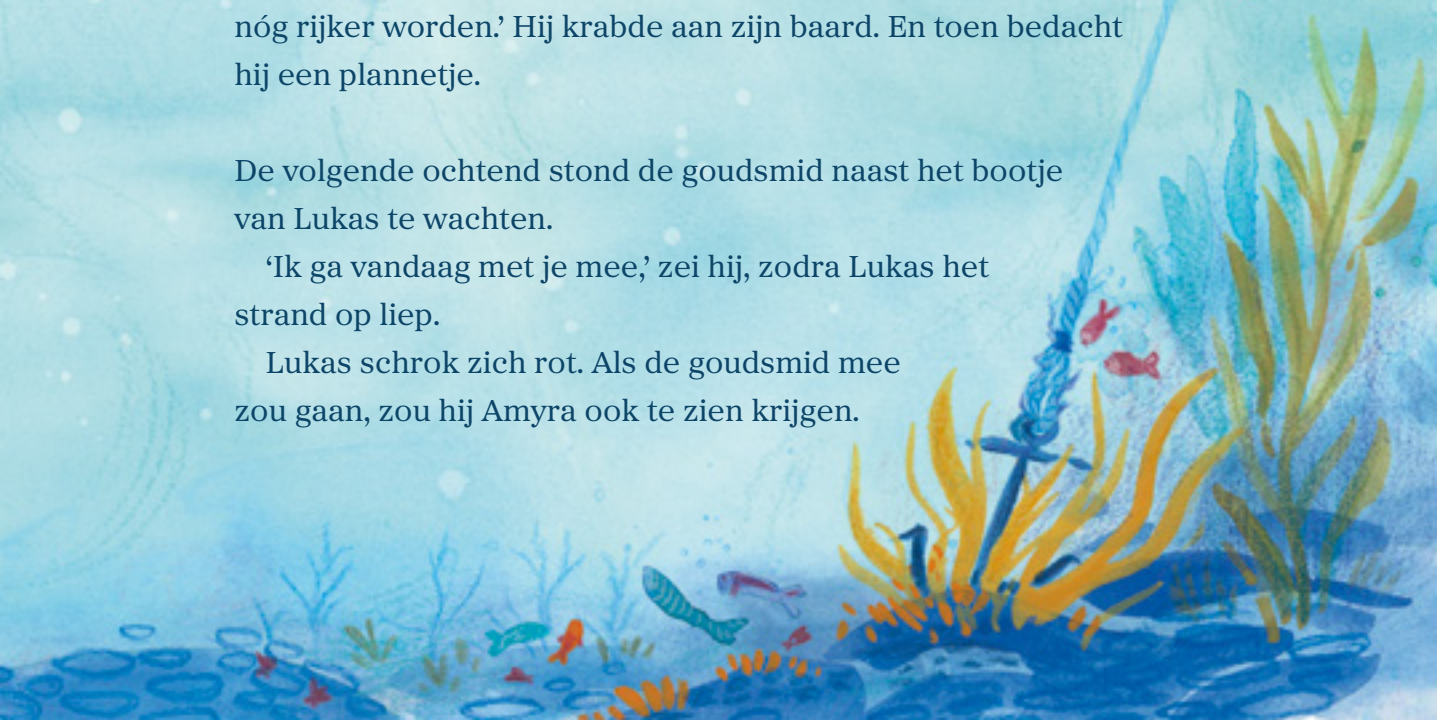 nóg rijker worden.’ Hij krabde aan zijn baard. En toen bedacht
hij een plannetje.
De volgende ochtend stond de goudsmid naast het bootje
van Lukas te wachten.
‘Ik ga vandaag met je mee,’ zei hij, zodra Lukas het
strand op liep.
Lukas schrok zich rot. Als de goudsmid mee
zou gaan, zou hij Amyra ook te zien krijgen.